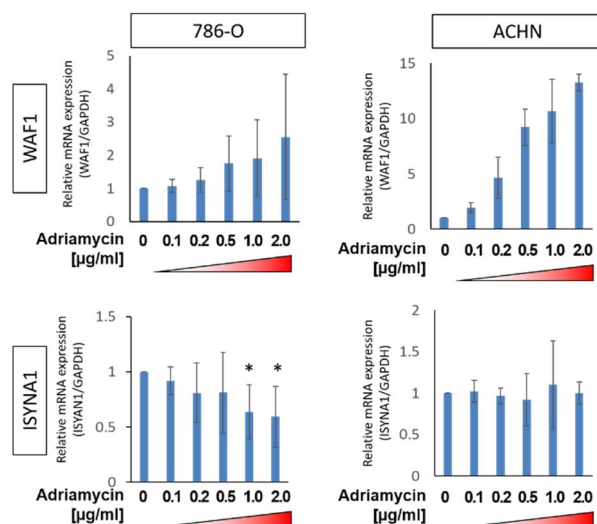 786-O
ACHN
WAF1
Relative mRNA expression
(WAF1/GAPDH)
5
4
3
2
1
0
Adriamycin 0 0.1 0.2 0.5 1.0 2.0
[µg/ml]
Relative mRNA expression
(WAF1/GAPDH)
15
10
5
0
Adriamycin 0 0.1 0.2 0.5 1.0 2.0
[µg/ml]
ISYNA1
Relative mRNA expression
(ISYAN1/GAPDH)
1.5
1
0.5
0
* *
Adriamycin 0 0.1 0.2 0.5 1.0 2.0
[µg/ml]
Relative mRNA expression
(ISYNA1/GAPDH)
2
1.5
1
0.5
0
Adriamycin 0 0.1 0.2 0.5 1.0 2.0
[µg/ml]